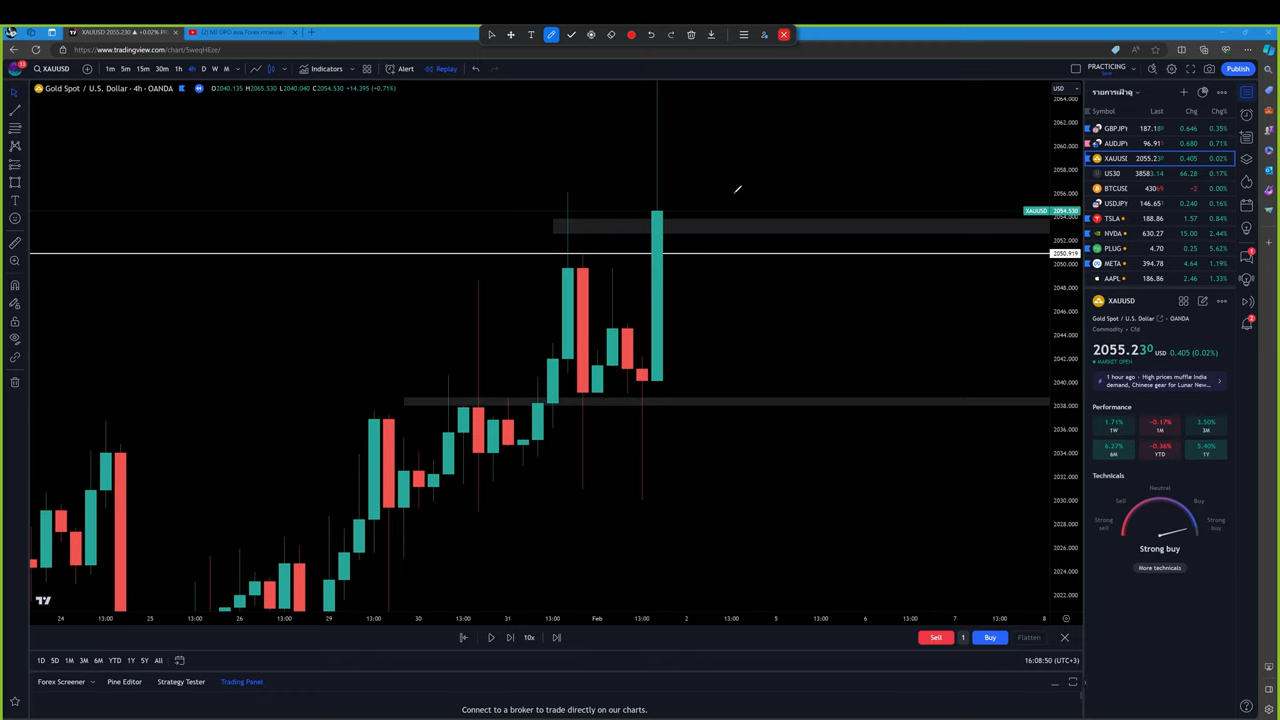 XAUUSD 2055.230 ▲ +0.02% PR
https://www.tradingview.com/chart/5weqHEze/
XAUUSD
1m 5m 15m 30m 1h 4h D W M
Indicators
Alert
Replay
PRACTICING
Save
Publish
Gold Spot / U.S. Dollar · 4h · OANDA
O2040.135 H2065.530 L2040.040 C2054.530 +14.395 (+0.71%)
USD
2064.000
2062.000
2060.000
2058.000
2056.000
XAUUSD 2054.530
2054.000
2052.000
2050.919
2050.000
2048.000
2046.000
2044.000
2042.000
2040.000
2038.000
2036.000
2034.000
2032.000
2030.000
2028.000
2026.000
2024.000
2022.000
24 13:00 25 13:00 26 13:00 29 13:00 30 13:00 31 13:00 Feb 13:00 2 13:00 5 13:00 6 13:00 7 13:00 8
รายการเฝ้าดู
Symbol Last Chg Chg%
GBPJPY 187.18 0.646 0.35%
AUDJPY 96.91 0.680 0.71%
XAUUSD 2055.230 0.405 0.02%
US30 3858 3.14 66.28 0.17%
BTCUSD 43069 −2 0.00%
USDJPY 146.65 0.240 0.16%
TSLA 188.86 1.57 0.84%
NVDA 630.27 15.00 2.44%
PLUG 4.70 0.25 5.62%
META 394.78 4.64 1.19%
AAPL 186.86 2.46 1.33%
XAUUSD
Gold Spot / U.S. Dollar · OANDA
Commodity · Cfd
2055.230 USD 0.405 (0.02%)
MARKET OPEN
1 hour ago · High prices muffle India
demand, Chinese gear for Lunar New...
Performance
1.71% −0.17% 3.50%
1W 1M 3M
6.27% −0.36% 5.40%
6M YTD 1Y
Technicals
Neutral
Sell Buy
Strong sell Strong buy
Strong buy
More technicals
10x
Sell 1 Buy Flatten
1D 5D 1M 3M 6M YTD 1Y 5Y All
16:08:50 (UTC+3)
Forex Screener Pine Editor Strategy Tester Trading Panel
Connect to a broker to trade directly on our charts.